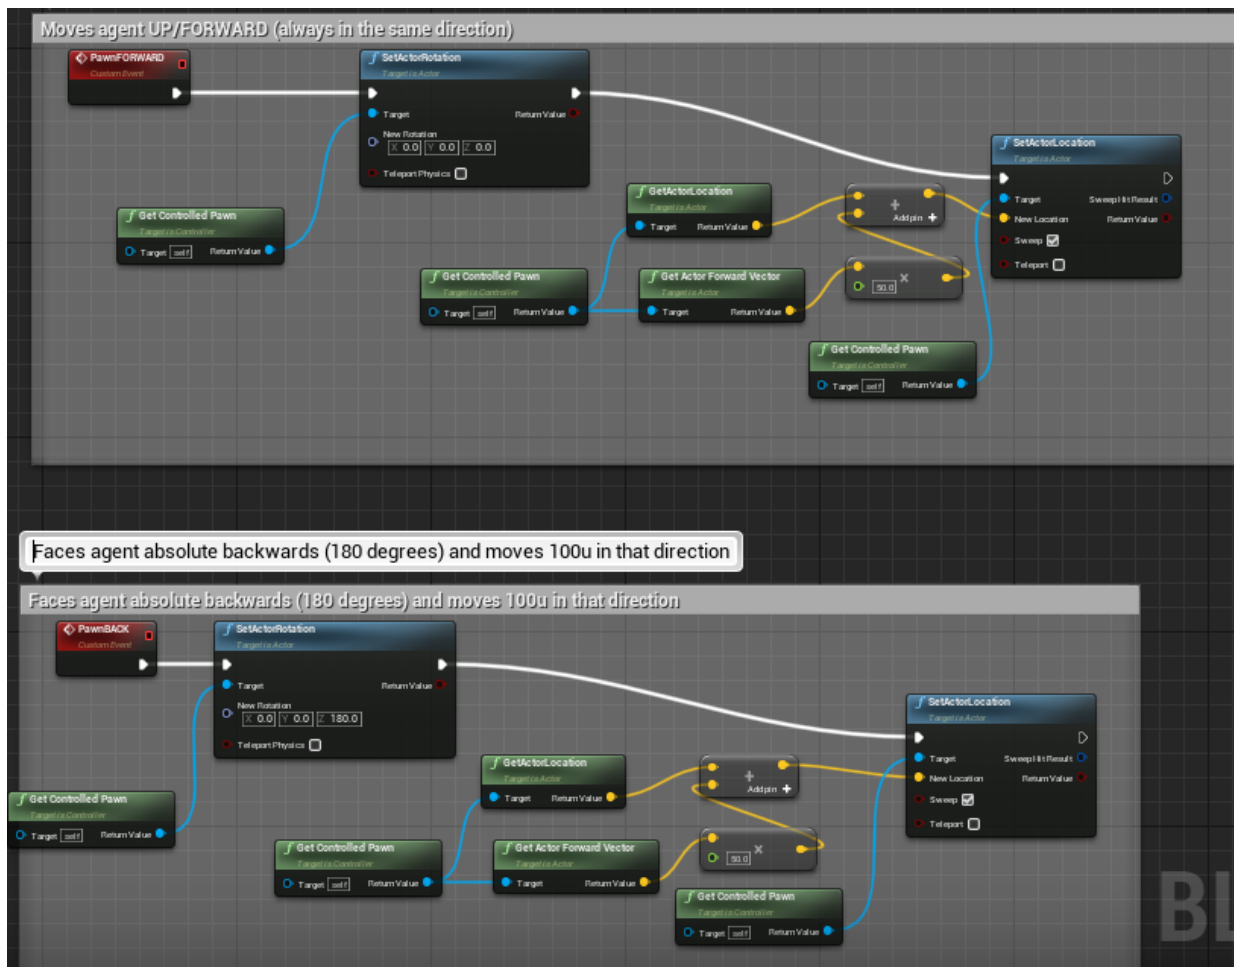 Moves agent UP/FORWARD (always in the same direction)
PawnFORWARD
Custom Event
SetActorRotation
Target is Actor
Target
Return Value
New Rotation
X 0.0 Y 0.0 Z 0.0
Teleport Physics
Get Controlled Pawn
Target is Controller
Target self Return Value
GetActorLocation
Target is Actor
Target Return Value
+
Add pin +
Get Controlled Pawn
Target is Controller
Target self Return Value
Get Actor Forward Vector
Target is Actor
Target Return Value
50.0 ×
SetActorLocation
Target is Actor
Target Sweep Hit Result
New Location Return Value
Sweep
Teleport
Get Controlled Pawn
Target is Controller
Target self Return Value
Faces agent absolute backwards (180 degrees) and moves 100u in that direction
Faces agent absolute backwards (180 degrees) and moves 100u in that direction
PawnBACK
Custom Event
SetActorRotation
Target is Actor
Target Return Value
New Rotation
X 0.0 Y 0.0 Z 180.0
Teleport Physics
Get Controlled Pawn
Target is Controller
Target self Return Value
GetActorLocation
Target is Actor
Target Return Value
+
Add pin +
Get Controlled Pawn
Target is Controller
Target self Return Value
Get Actor Forward Vector
Target is Actor
Target Return Value
50.0 ×
SetActorLocation
Target is Actor
Target Sweep Hit Result
New Location Return Value
Sweep
Teleport
Get Controlled Pawn
Target is Controller
Target self Return Value
BL